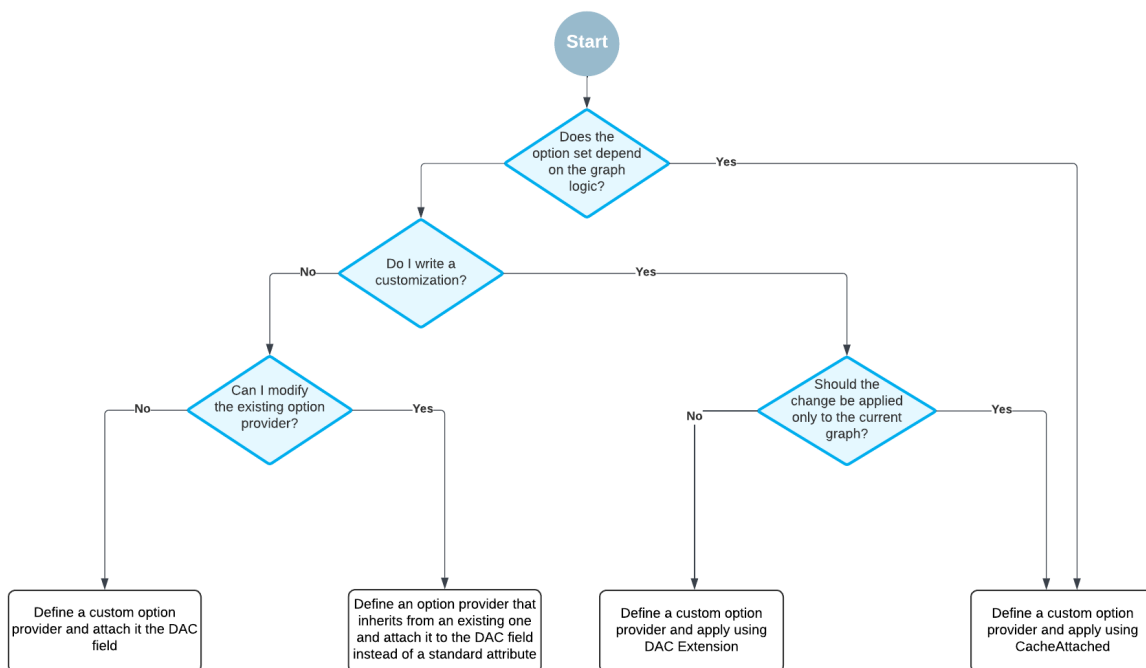 Start
Does the
option set depend
on the graph
logic?
Yes
Do I write a
customization?
No
Yes
Can I modify
the existing option
provider?
No
Yes
Should the
change be applied
only to the current
graph?
No
Yes
Define a custom option
provider and attach it the DAC
field
Define an option provider that
inherits from an existing one
and attach it to the DAC field
instead of a standard attribute
Define a custom option
provider and apply using
DAC Extension
Define a custom option
provider and apply using
CacheAttached